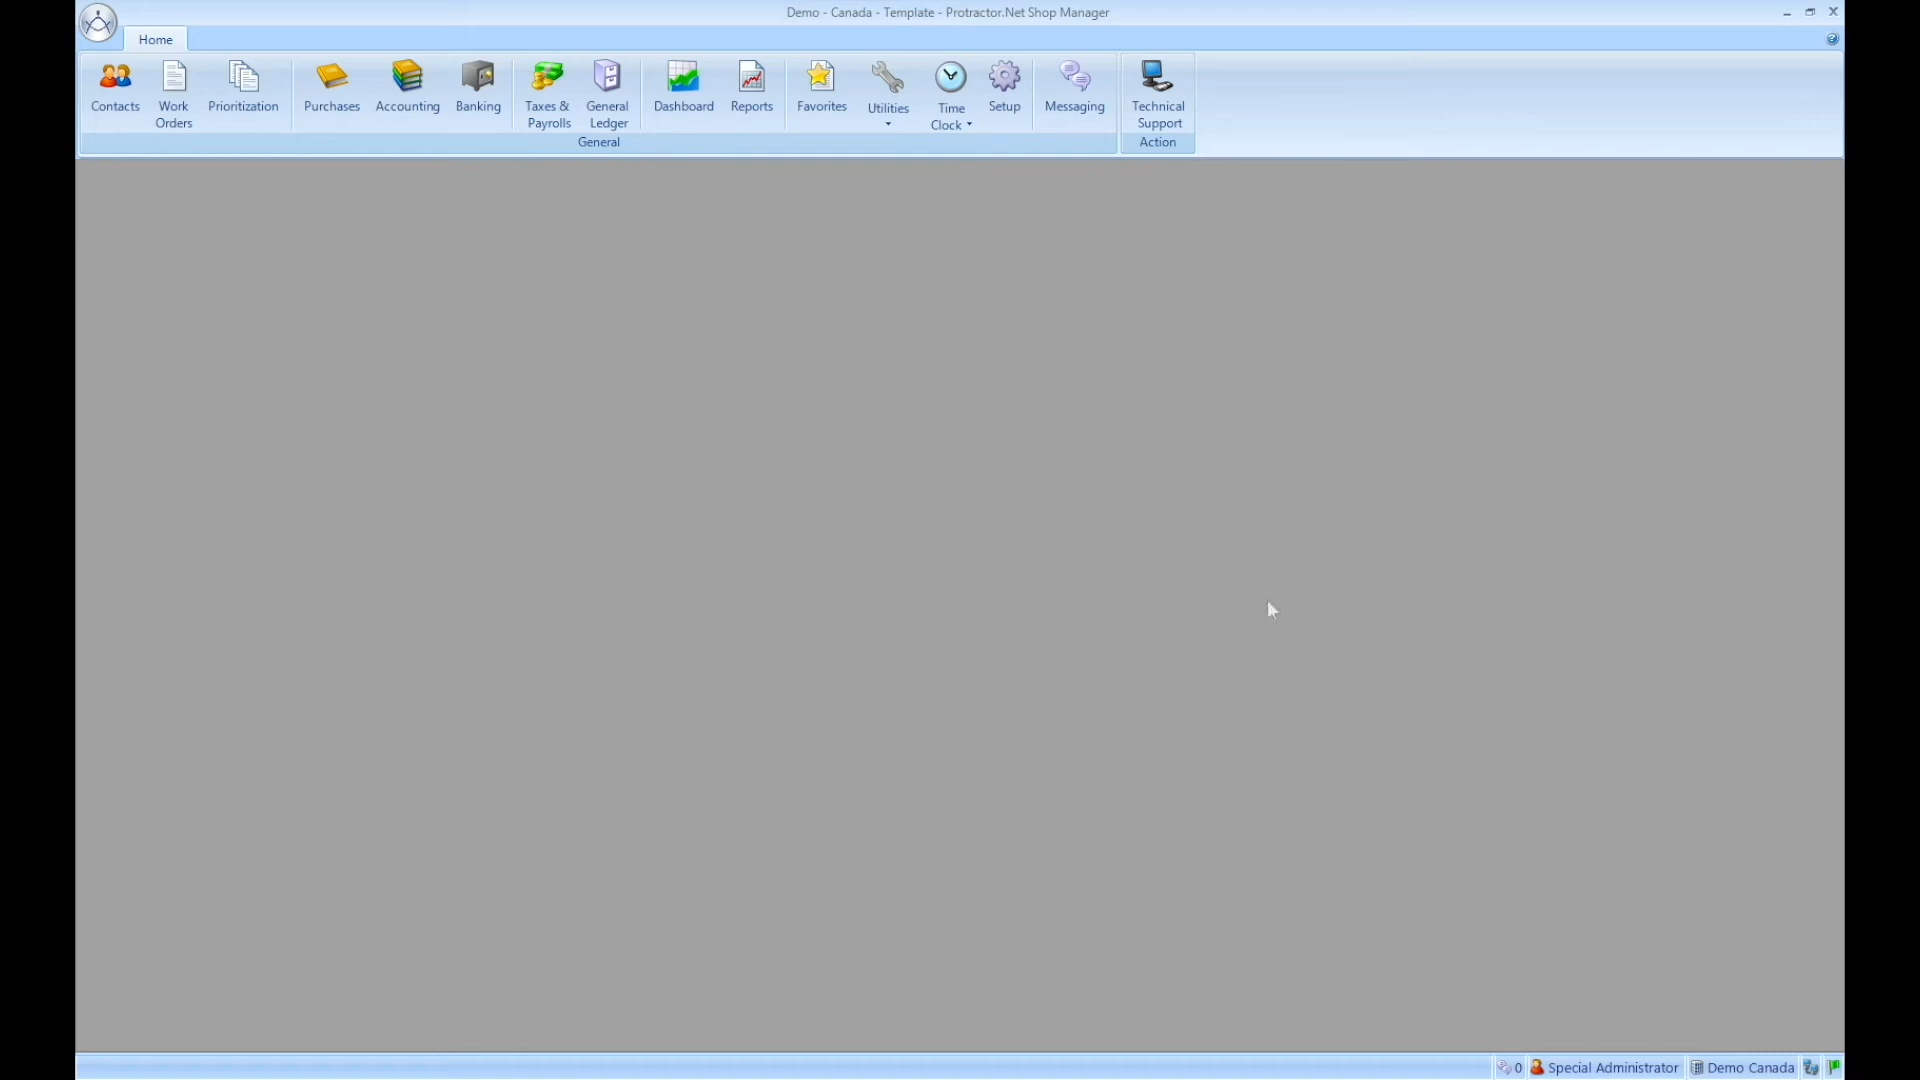 Demo - Canada - Template - Protractor.Net Shop Manager
Home
Contacts
Work Orders
Prioritization
Purchases
Accounting
Banking
Taxes & Payrolls
General Ledger
Dashboard
Reports
Favorites
Utilities
Time Clock
Setup
Messaging
Technical Support
General
Action
0
Special Administrator
Demo Canada